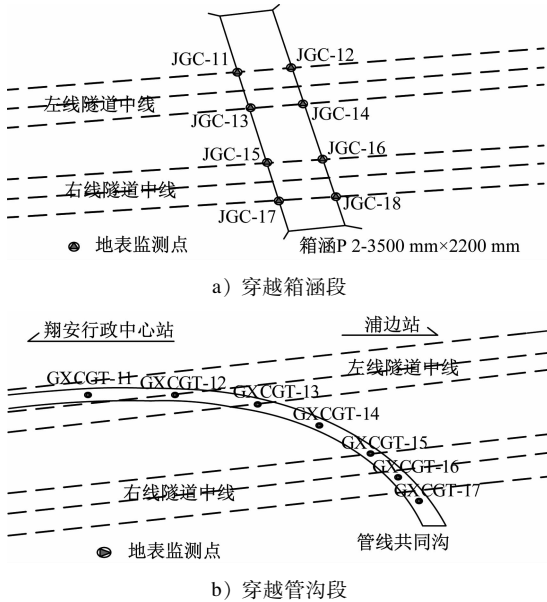 JGC-11
JGC-12
左线隧道中线
JGC-13
JGC-14
JGC-15
JGC-16
右线隧道中线
JGC-17
JGC-18
地表监测点
箱涵P 2-3500 mm×2200 mm
a）穿越箱涵段
翔安行政中心站
浦边站
左线隧道中线
GXCGT-11
GXCGT-12
GXCGT-13
GXCGT-14
GXCGT-15
GXCGT-16
GXCGT-17
右线隧道中线
管线共同沟
地表监测点
b）穿越管沟段